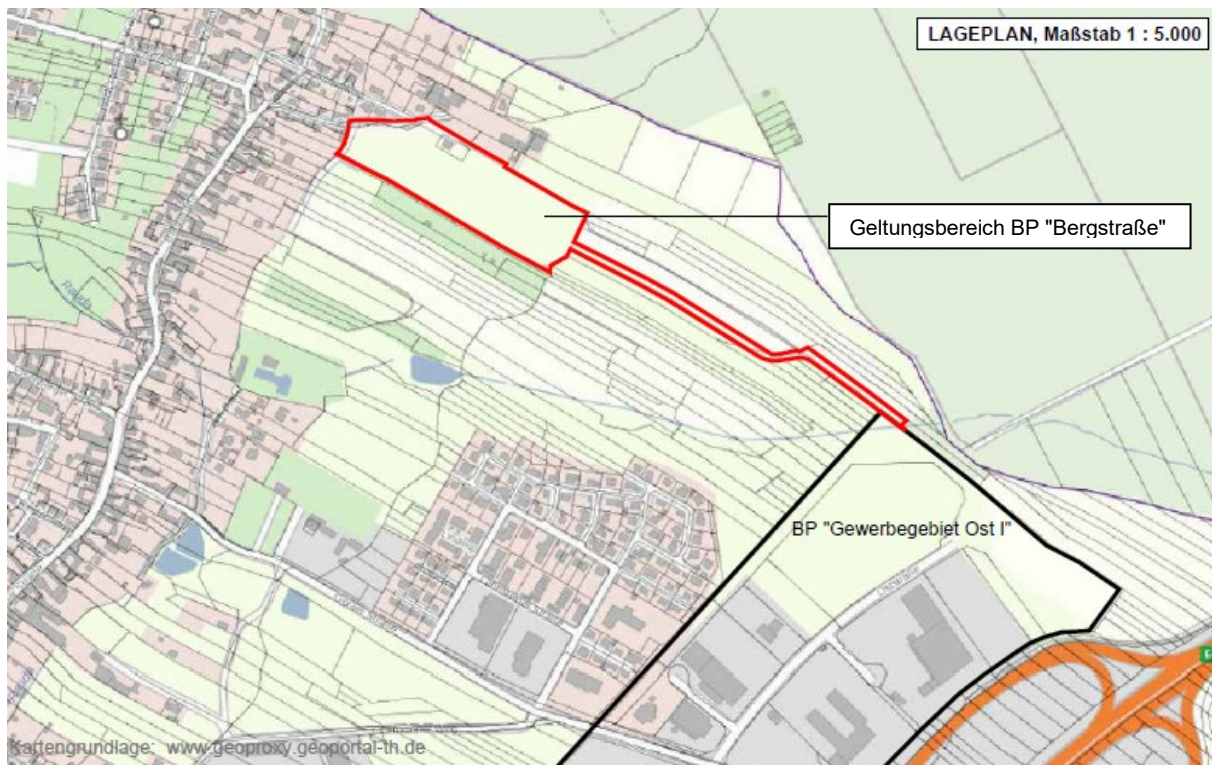 LAGEPLAN, Maßstab 1 : 5.000
Geltungsbereich BP "Bergstraße"
BP "Gewerbegebiet Ost I"
Kartengrundlage: www.geoproxy.geoportal-th.de